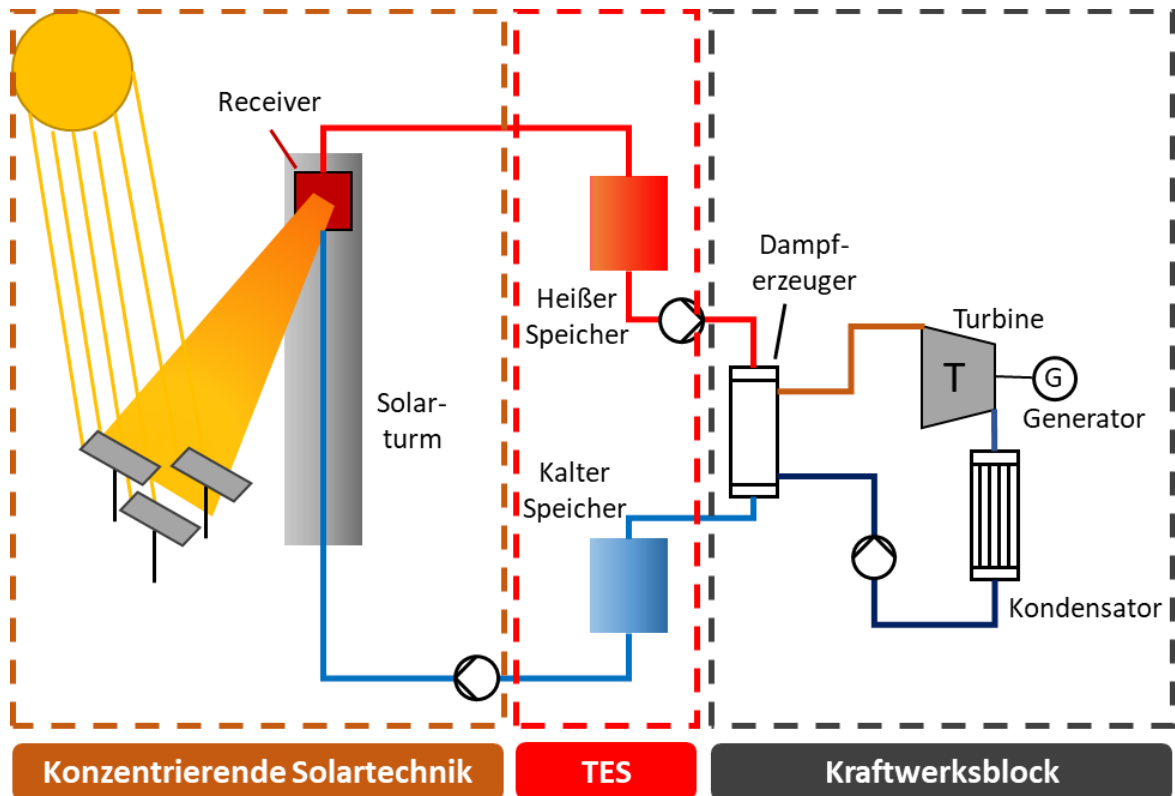 Receiver
Solar-
turm
Heißer
Speicher
Kalter
Speicher
Dampf-
erzeuger
Turbine
T
G
Generator
Kondensator
Konzentrierende Solartechnik
TES
Kraftwerksblock